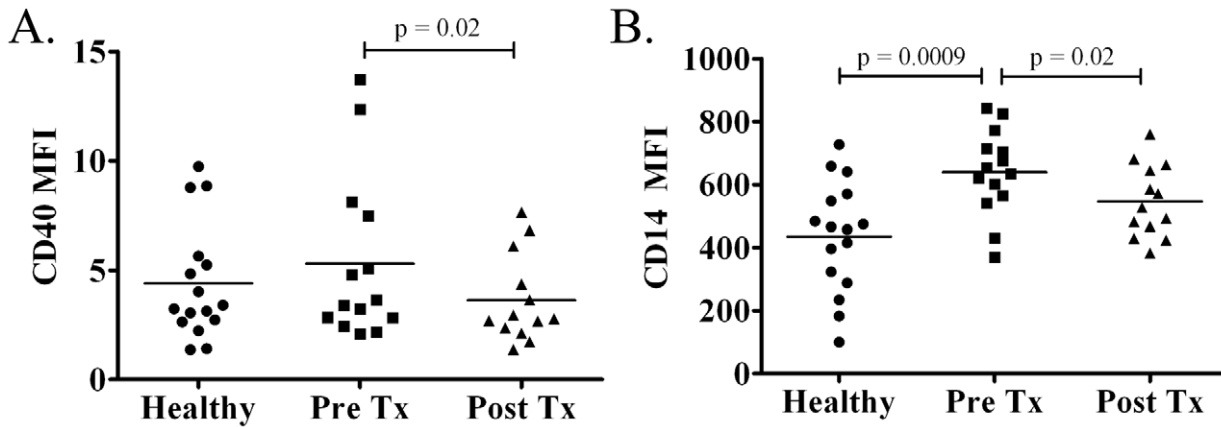 A.
p = 0.02
CD40 MFI
15
10
5
0
Healthy Pre Tx Post Tx
B.
p = 0.0009 p = 0.02
CD14 MFI
1000
800
600
400
200
0
Healthy Pre Tx Post Tx